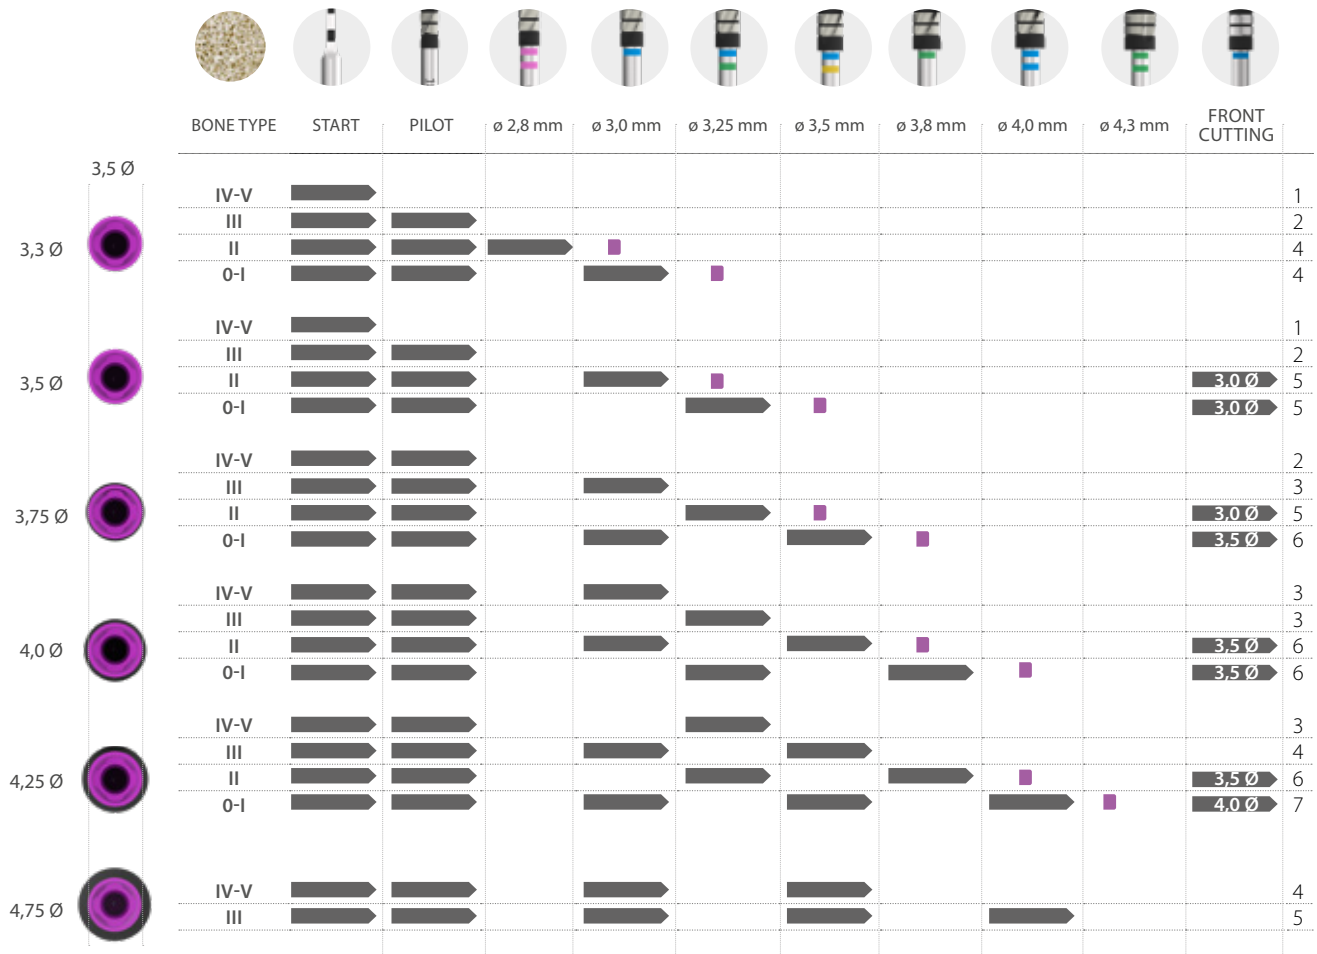 BONE TYPE START PILOT ø 2,8 mm ø 3,0 mm ø 3,25 mm ø 3,5 mm ø 3,8 mm ø 4,0 mm ø 4,3 mm FRONT
CUTTING
3,5 Ø
IV-V 1
III 2
3,3 Ø
II 4
0-I 4
IV-V 1
III 2
3,5 Ø
II 3,0 Ø 5
0-I 3,0 Ø 5
IV-V 2
III 3
3,75 Ø
II 3,0 Ø 5
0-I 3,5 Ø 6
IV-V 3
III 3
4,0 Ø
II 3,5 Ø 6
0-I 3,5 Ø 6
IV-V 3
III 4
4,25 Ø
II 3,5 Ø 6
0-I 4,0 Ø 7
IV-V 4
4,75 Ø
III 5